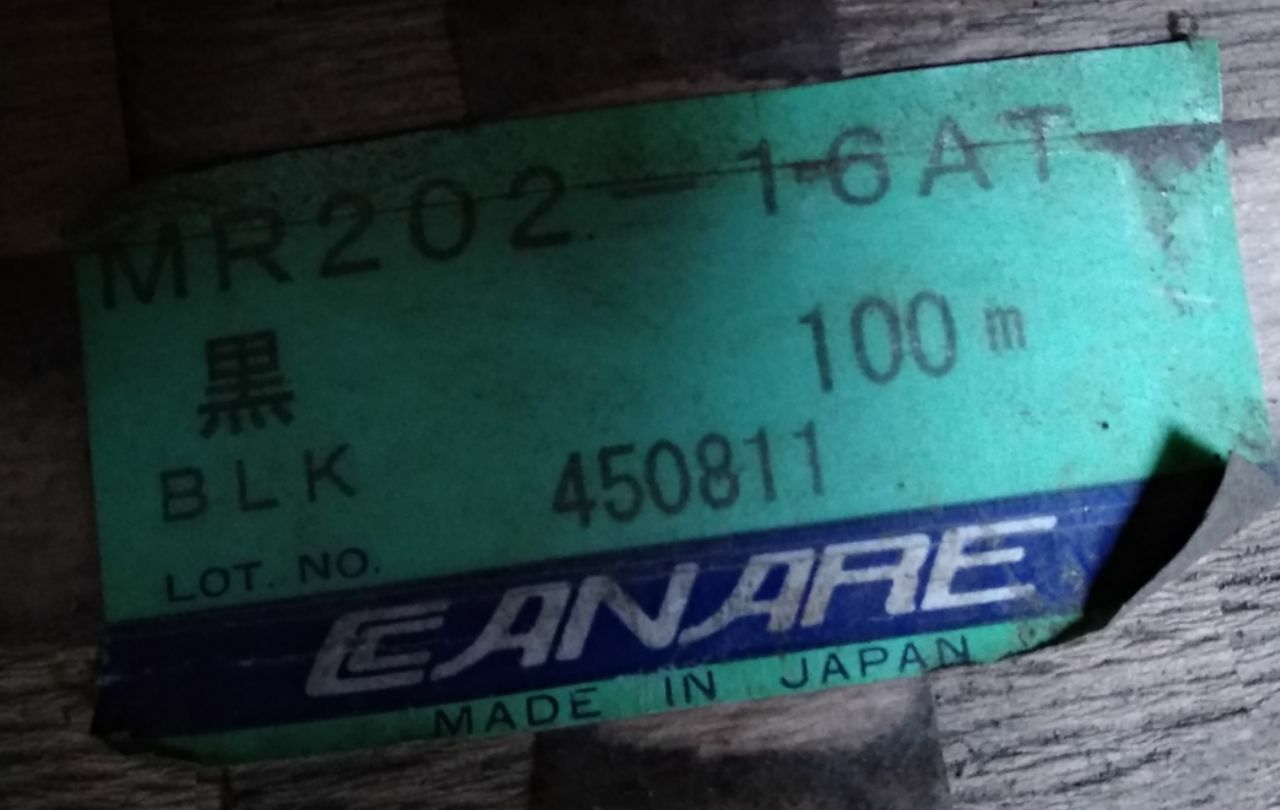 MR202-16AT
黒 100m
BLK 450811
LOT. NO.
CANARE
MADE IN JAPAN